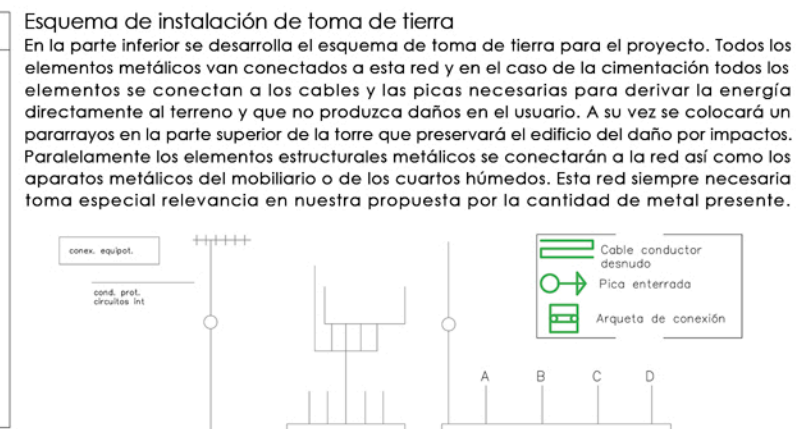 Esquema de instalación de toma de tierra
En la parte inferior se desarrolla el esquema de toma de tierra para el proyecto. Todos los
elementos metálicos van conectados a esta red y en el caso de la cimentación todos los
elementos se conectan a los cables y las picas necesarias para derivar la energía
directamente al terreno y que no produzca daños en el usuario. A su vez se colocará un
pararrayos en la parte superior de la torre que preservará el edificio del daño por impactos.
Paralelamente los elementos estructurales metálicos se conectarán a la red así como los
aparatos metálicos del mobiliario o de los cuartos húmedos. Esta red siempre necesaria
toma especial relevancia en nuestra propuesta por la cantidad de metal presente.
conex. equipot.
cond. prot.
circuitos int
Cable conductor
desnudo
Pica enterrada
Arqueta de conexión
A B C D